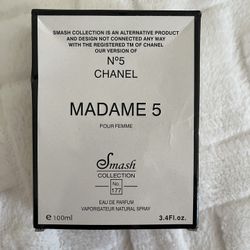 SMASH COLLECTION IS AN ALTERNATIVE PRODUCT
AND DESIGN NOT CONNECTED ANY WAY
WITH THE REGISTERED TM OF CHANEL
OUR VERSION OF
N°5
CHANEL
MADAME 5
POUR FEMME
Smash
COLLECTION
No.
177
EAU DE PARFUM
e 100ml VAPORISATEUR NATURAL SPRAY 3.4Fl.oz.